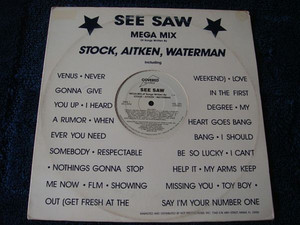 SEE SAW
MEGA MIX
STOCK, AITKEN, WATERMAN
including
VENUS • NEVER
GONNA GIVE
YOU UP • I HEARD
A RUMOR • WHEN
EVER YOU NEED
SOMEBODY • RESPECTABLE
• NOTHINGS GONNA STOP
ME NOW • FLM • SHOWING
OUT (GET FRESH AT THE
SEE SAW
WEEKEND) • LOVE
IN THE FIRST
DEGREE • MY
HEART GOES BANG
BANG • I SHOULD
BE SO LUCKY • I CAN'T
HELP IT • MY ARMS KEEP
MISSING YOU • TOY BOY •
SAY I'M YOUR NUMBER ONE